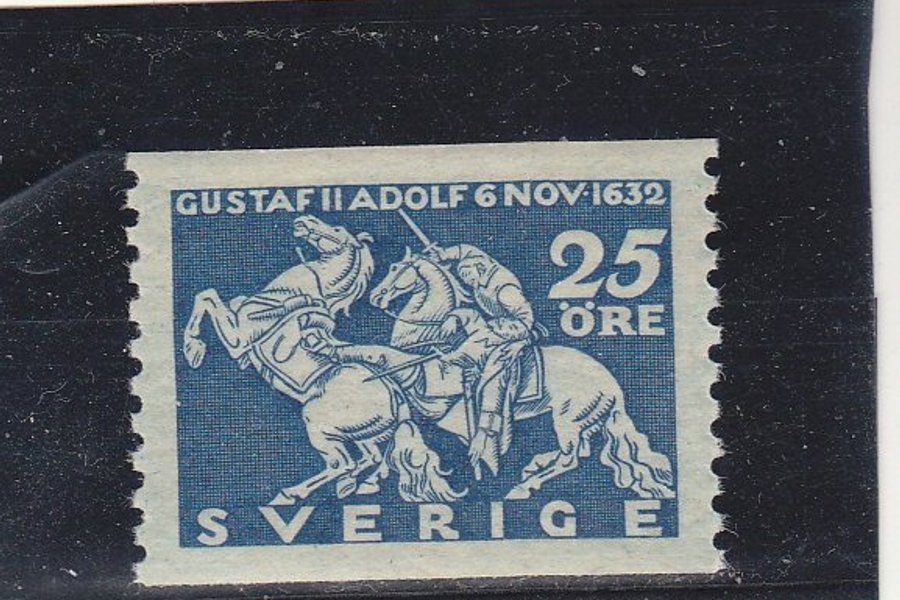 GUSTAF II ADOLF 6 NOV·1632
25
ÖRE
SVERIGE